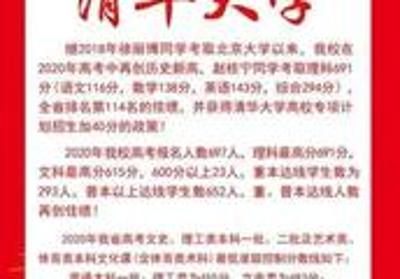 清华大学
继2018年徐丽博同学考取北京大学以来，我校在
2020年高考中再创历史新高，赵核宁同学考取理科691
分（语文116分，数学138分，英语143分，综合294分），
全省排名第114名的佳绩，并获得清华大学高校专项计
划招生加40分的政策！
2020年我校高考报名人数697人，理科最高分691分，
文科最高分615分，600分以上23人，重本达线学生数为
293人，普本以上达线学生数652人，重、普本达线人数
再创佳绩！
2020年我省高考文史、理工类本科一批、二批及艺术类、
体育类本科文化课（含体育类术科）最低录取控制分数线如下：